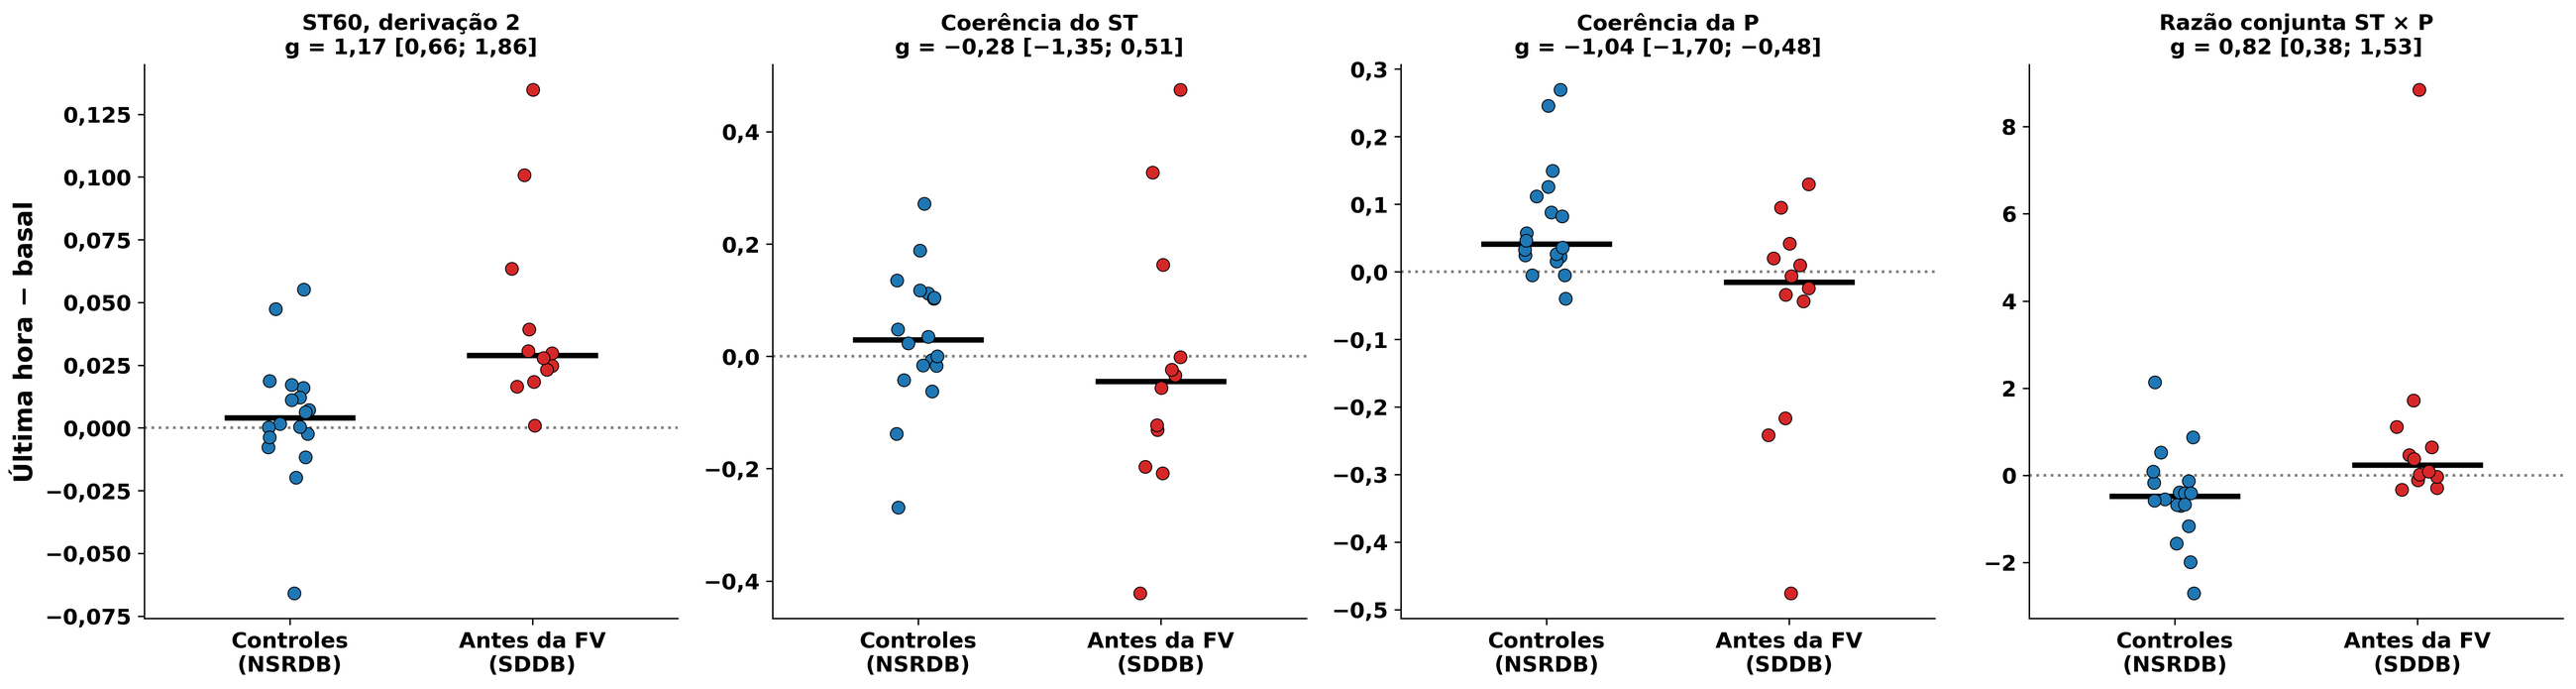 ST60, derivação 2
g = 1,17 [0,66; 1,86]
Última hora − basal
0,125
0,100
0,075
0,050
0,025
0,000
−0,025
−0,050
−0,075
Controles
(NSRDB)
Antes da FV
(SDDB)
Coerência do ST
g = −0,28 [−1,35; 0,51]
0,4
0,2
0,0
−0,2
−0,4
Controles
(NSRDB)
Antes da FV
(SDDB)
Coerência da P
g = −1,04 [−1,70; −0,48]
0,3
0,2
0,1
0,0
−0,1
−0,2
−0,3
−0,4
−0,5
Controles
(NSRDB)
Antes da FV
(SDDB)
Razão conjunta ST × P
g = 0,82 [0,38; 1,53]
8
6
4
2
0
−2
Controles
(NSRDB)
Antes da FV
(SDDB)